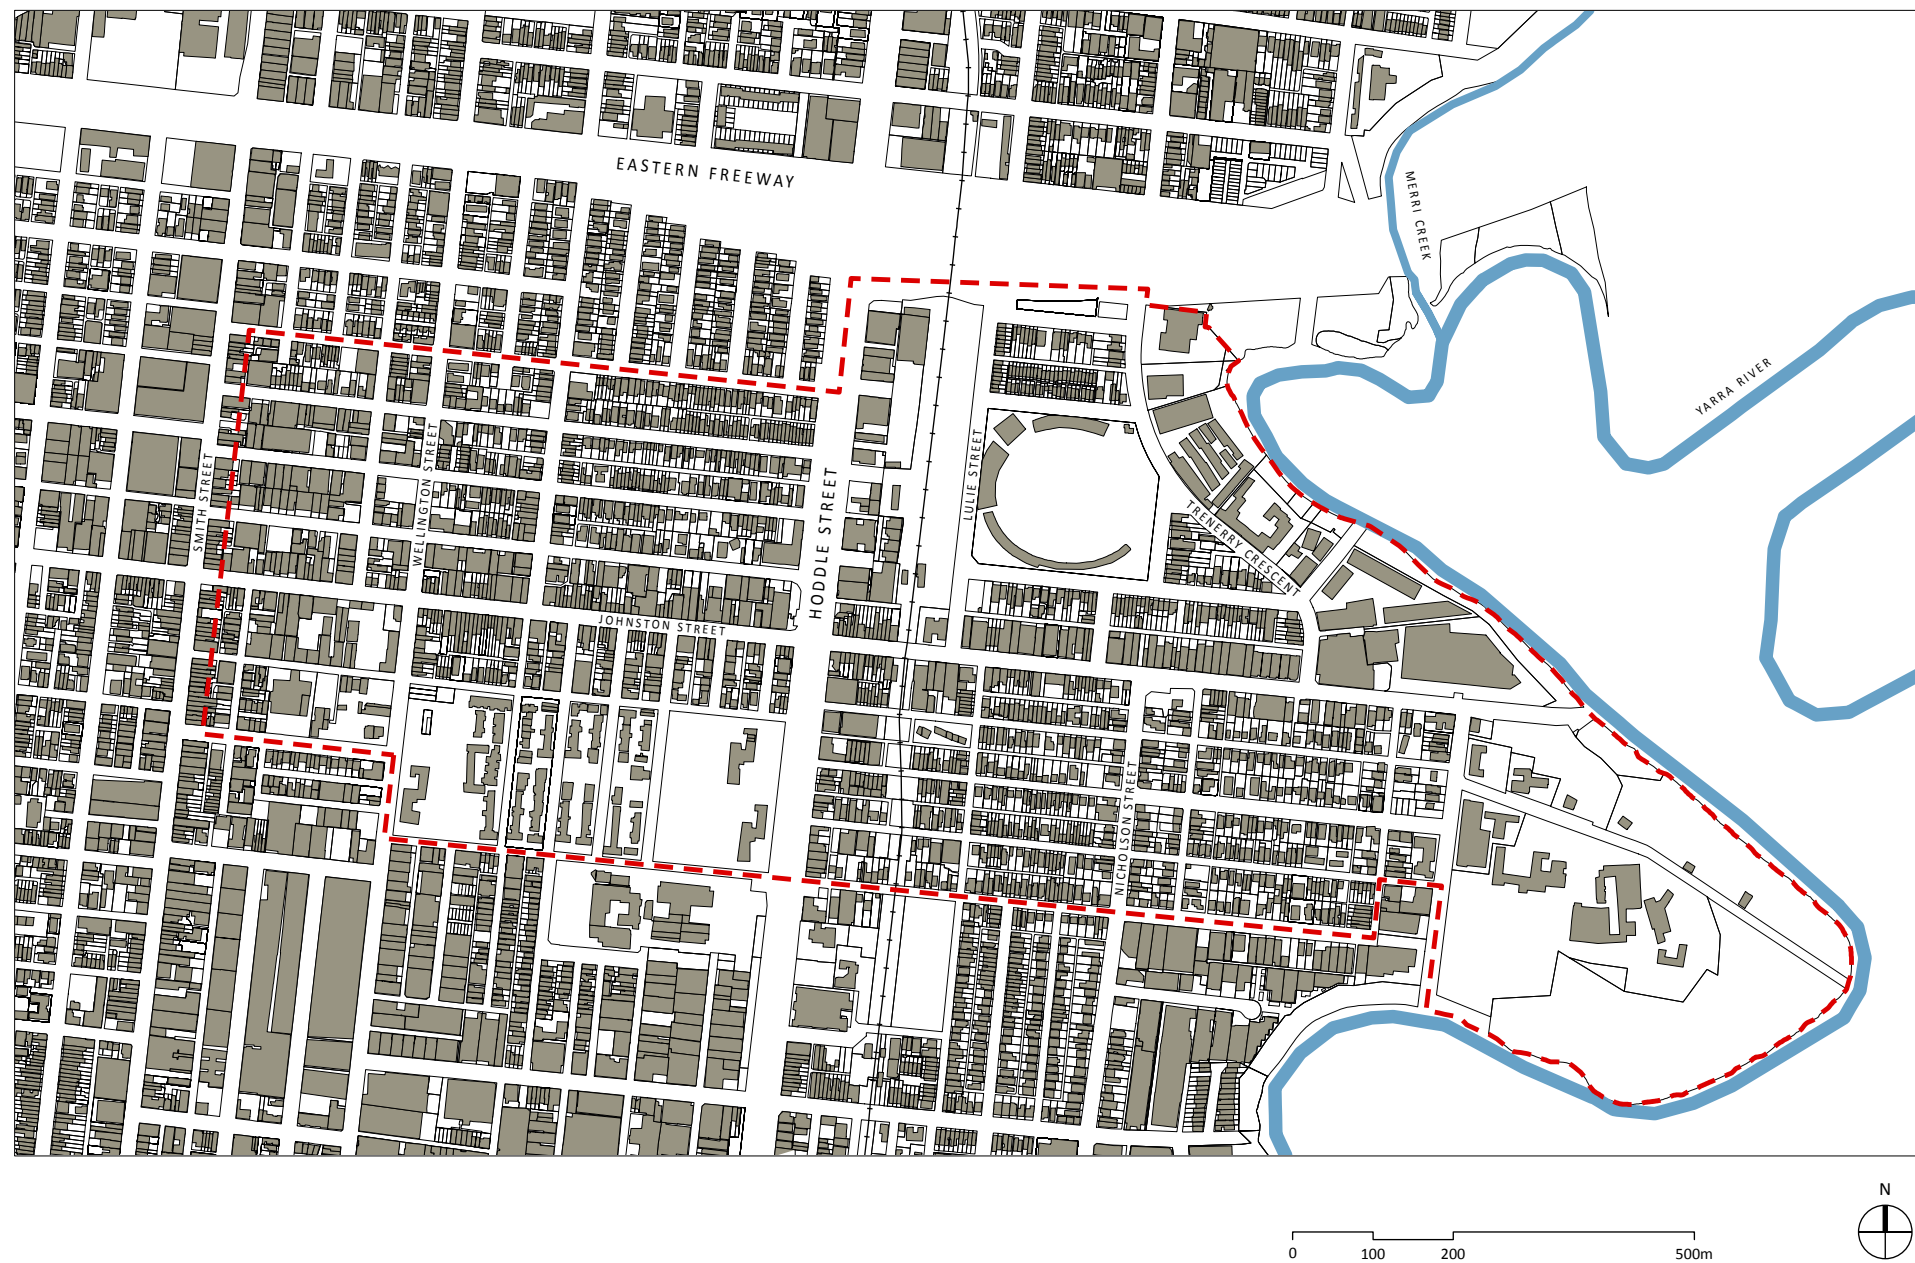 EASTERN FREEWAY
MERRI CREEK
YARRA RIVER
SMITH STREET
WELLINGTON STREET
HODDLE STREET
LULIE STREET
TRENERRY CRESCENT
JOHNSTON STREET
NICHOLSON STREET
N
0 100 200 500m